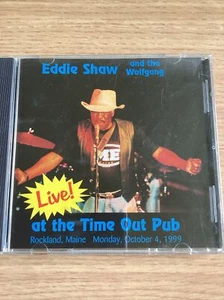 Eddie Shaw and the Wolfgang
Live!
at the Time Out Pub
Rockland, Maine Monday, October 4, 1999